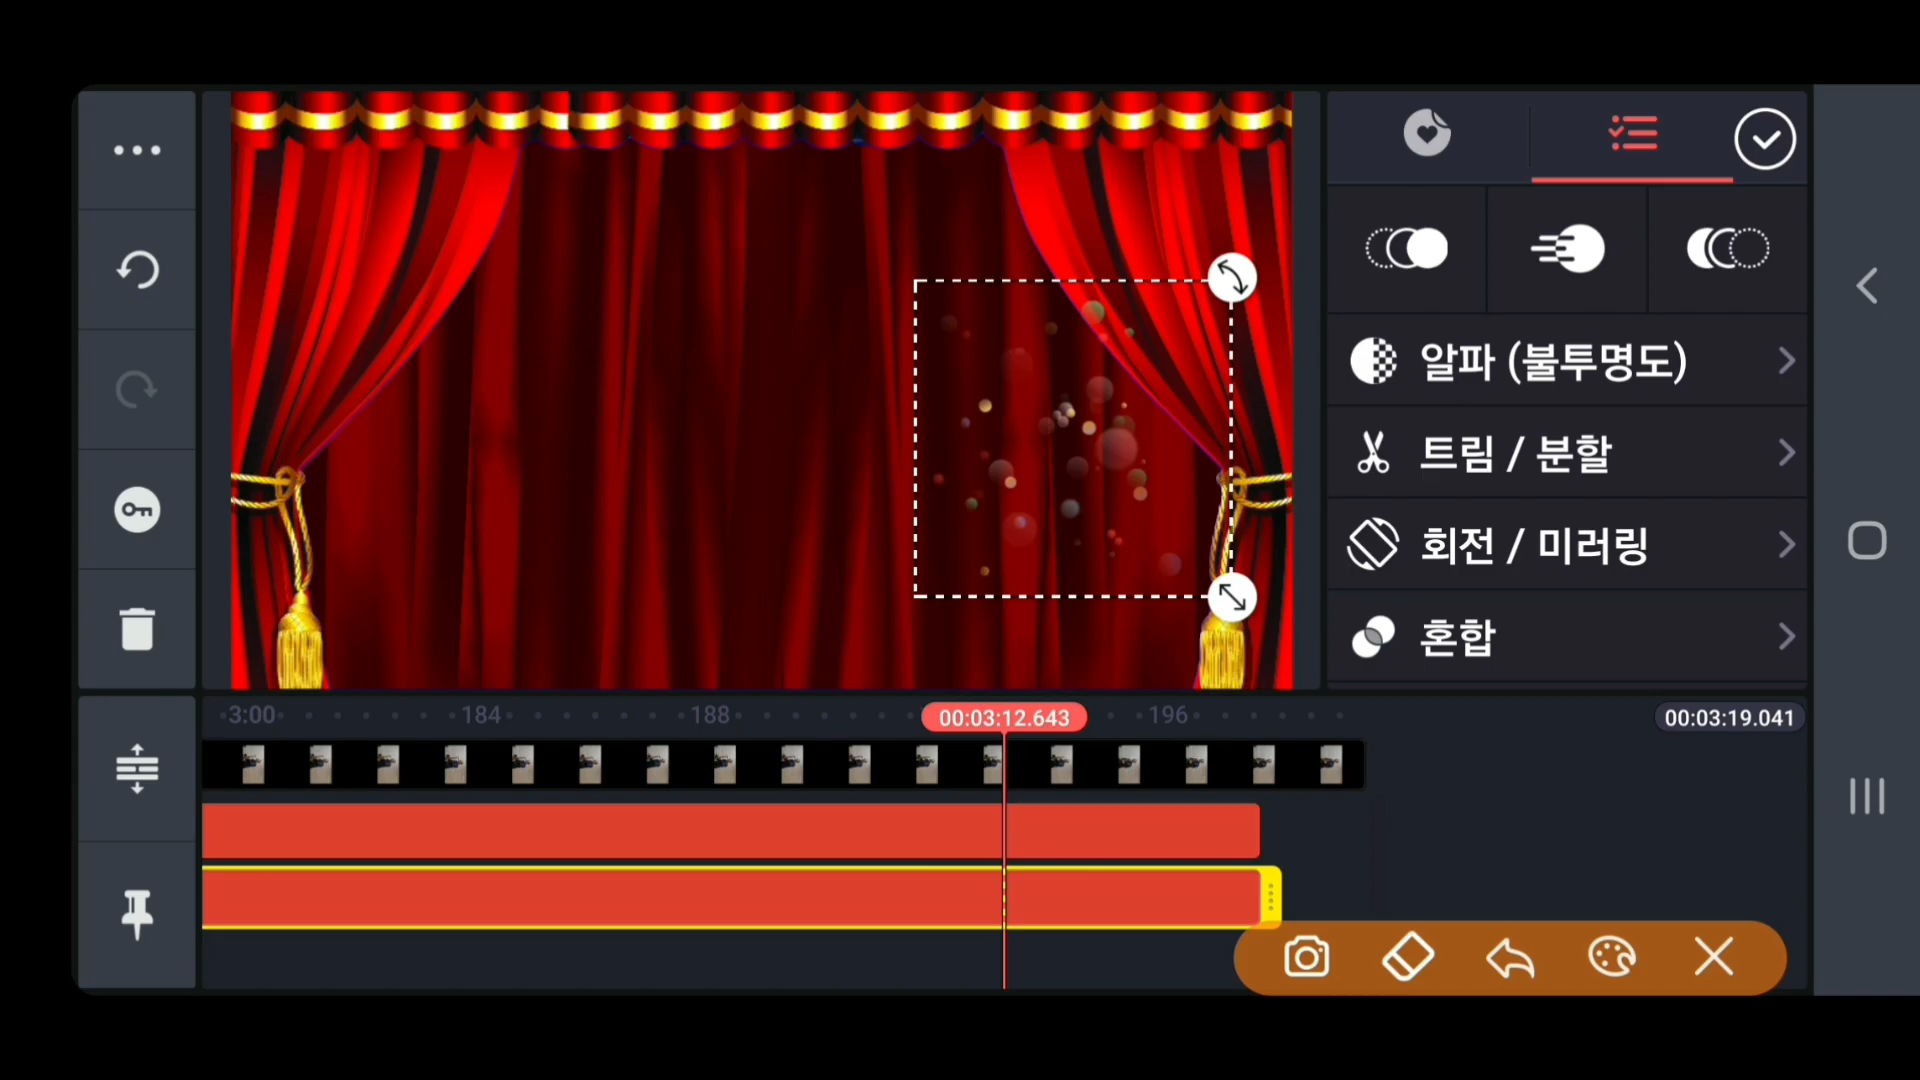 알파 (불투명도)
트림 / 분할
회전 / 미러링
혼합
3:00
184
188
00:03:12.643
196
00:03:19.041